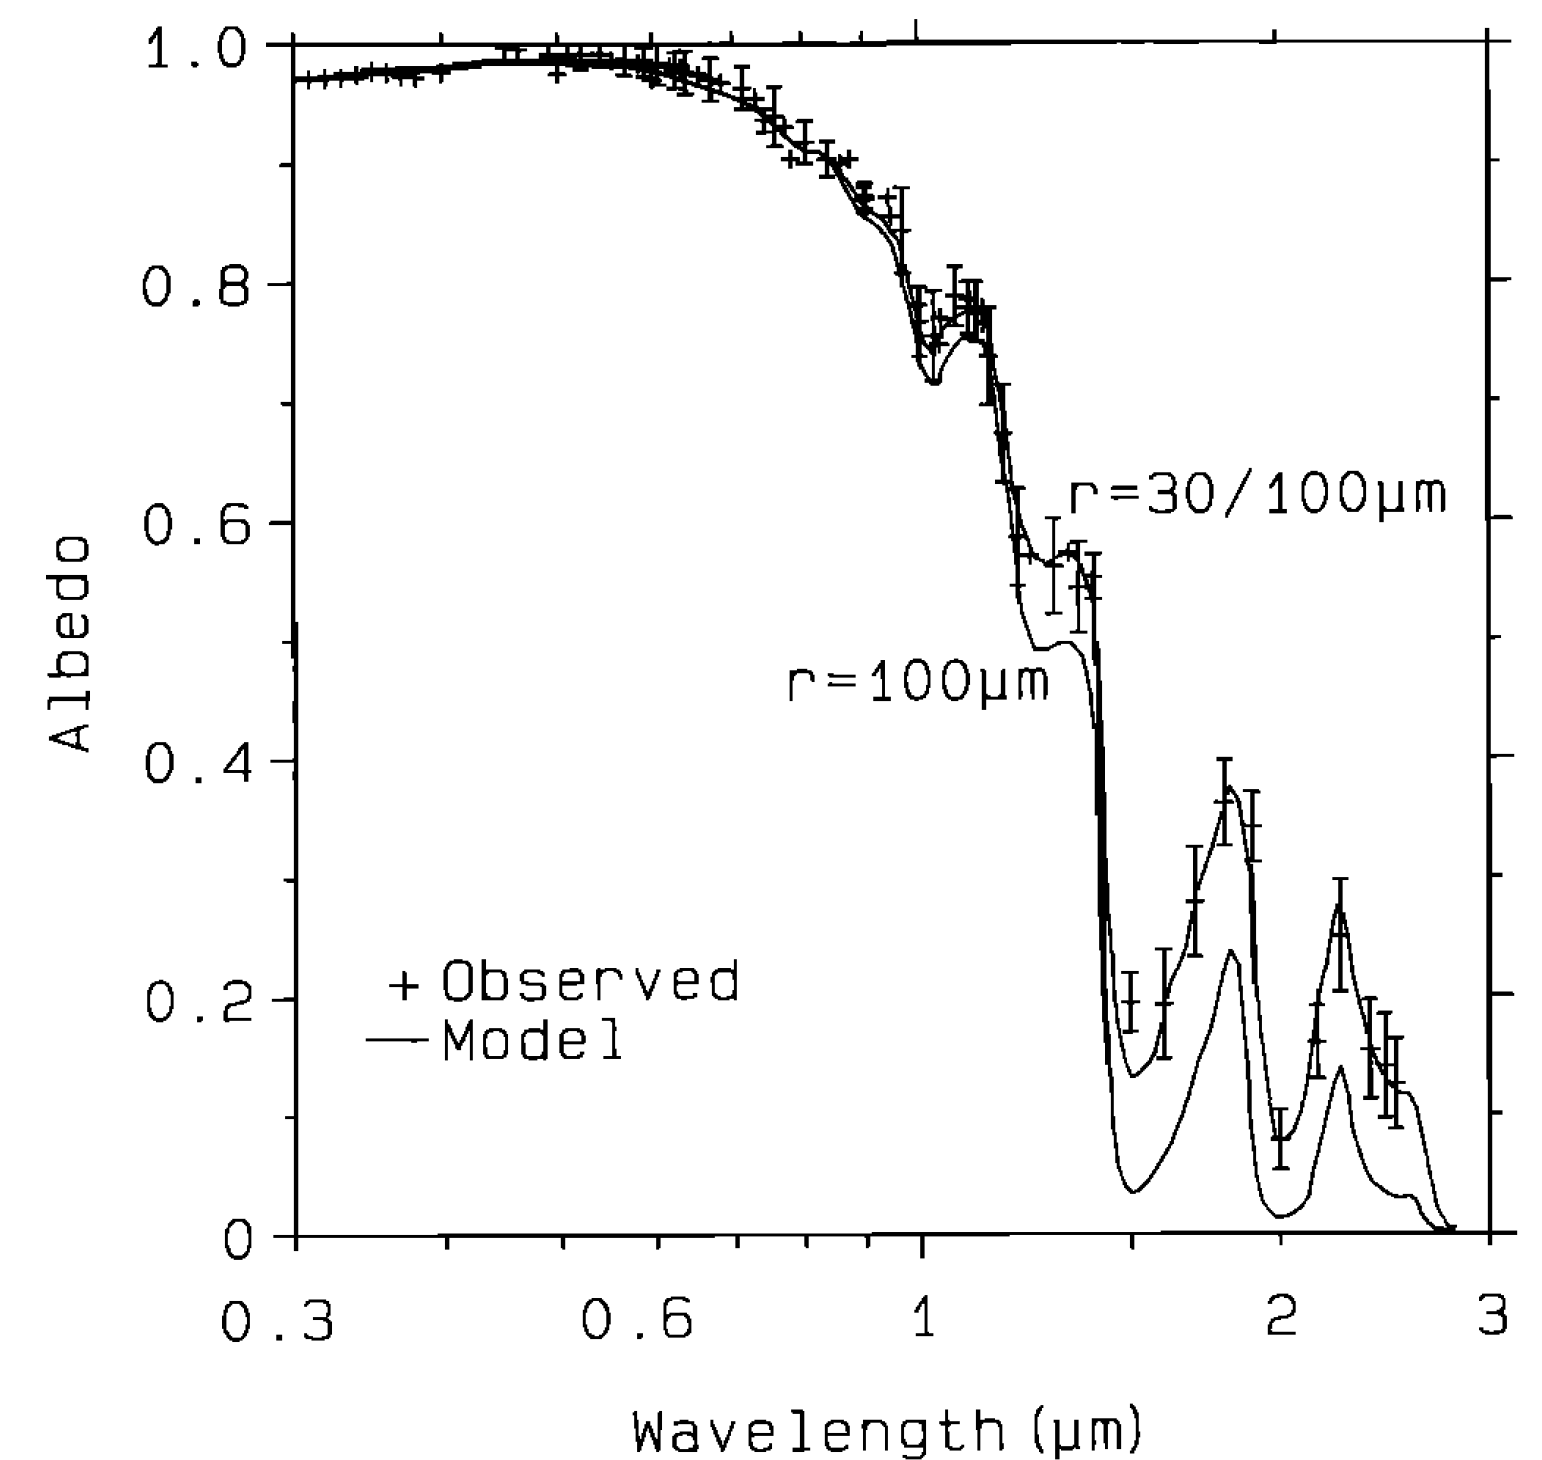 1.0
0.8
0.6
0.4
0.2
0
Albedo
r=30/100μm
r=100μm
+ Observed
— Model
0.3 0.6 1 2 3
Wavelength (μm)